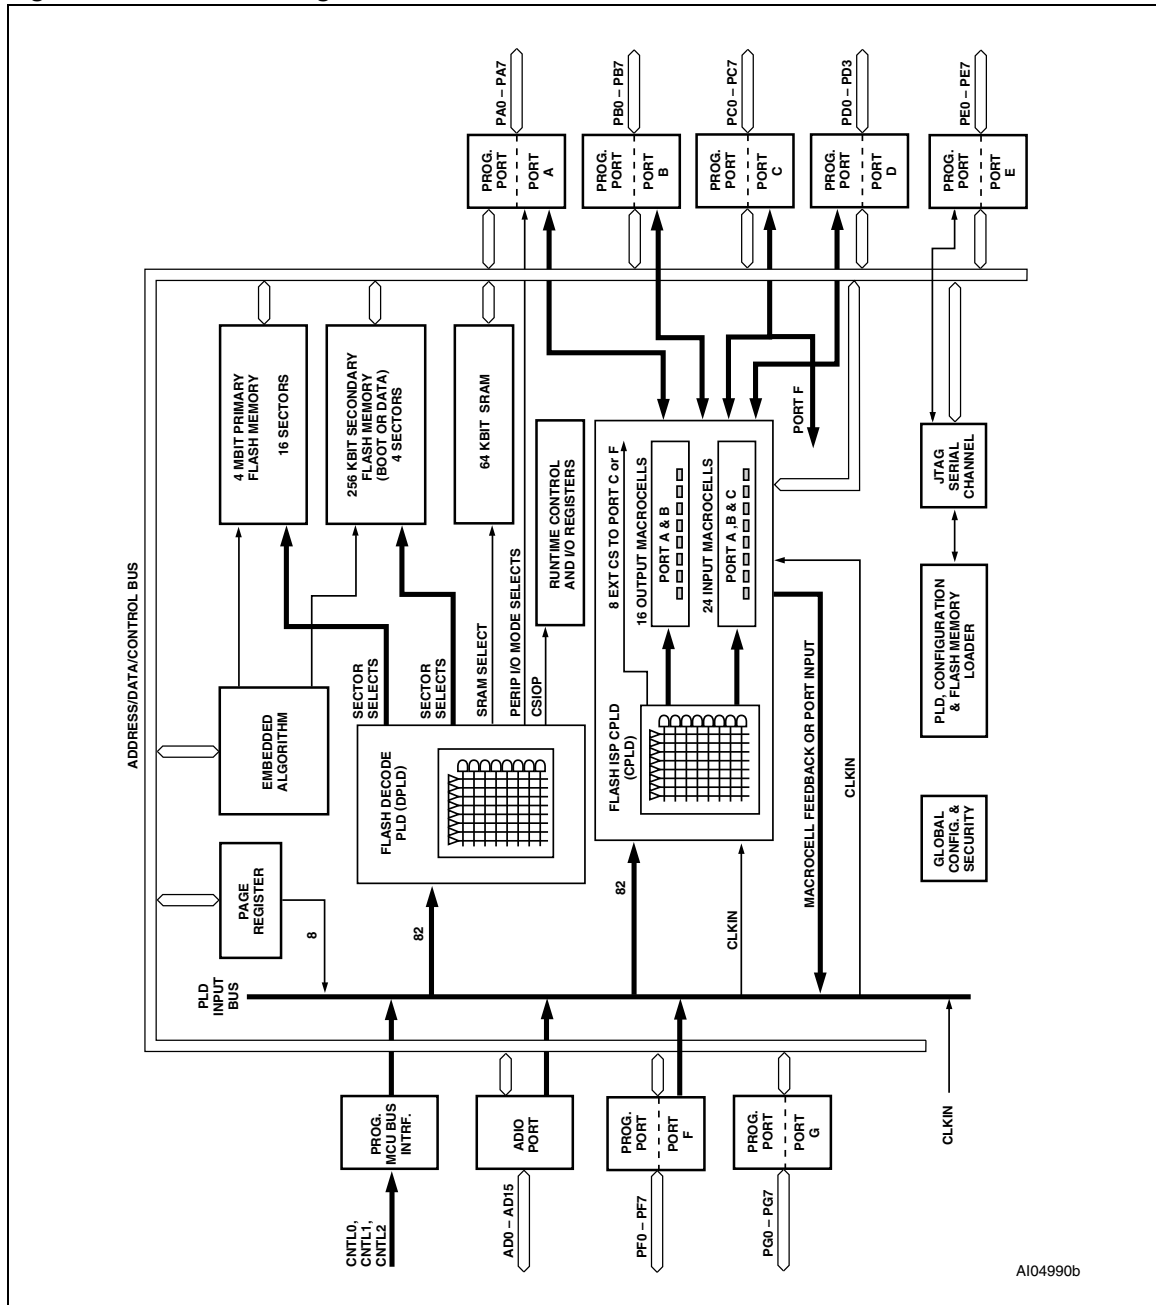 ADDRESS/DATA/CONTROL BUS
CNTL0,
CNTL1,
CNTL2
PROG.
MCU BUS
INTRF.
PLD
INPUT
BUS
PAGE
REGISTER
8
EMBEDDED
ALGORITHM
4 MBIT PRIMARY
FLASH MEMORY
16 SECTORS
256 KBIT SECONDARY
FLASH MEMORY
(BOOT OR DATA)
4 SECTORS
64 KBIT SRAM
RUNTIME CONTROL
AND I/O REGISTERS
SECTOR
SELECTS
SECTOR
SELECTS
SRAM SELECT
PERIP I/O MODE SELECTS
CSIOP
FLASH DECODE
PLD (DPLD)
82
AD0 – AD15
ADIO
PORT
FLASH ISP CPLD
(CPLD)
8 EXT CS TO PORT C or F
16 OUTPUT MACROCELLS
PORT A & B
24 INPUT MACROCELLS
PORT A ,B & C
82
CLKIN
MACROCELL FEEDBACK OR PORT INPUT
CLKIN
PORT F
PF0 – PF7
PROG.
PORT
PORT
F
PG0 – PG7
PROG.
PORT
PORT
G
CLKIN
PROG.
PORT
PORT
A
PA0 – PA7
PROG.
PORT
PORT
B
PB0 – PB7
PROG.
PORT
PORT
C
PC0 – PC7
PROG.
PORT
PORT
D
PD0 – PD3
PROG.
PORT
PORT
E
PE0 – PE7
JTAG
SERIAL
CHANNEL
PLD, CONFIGURATION
& FLASH MEMORY
LOADER
GLOBAL
CONFIG. &
SECURITY
AI04990b